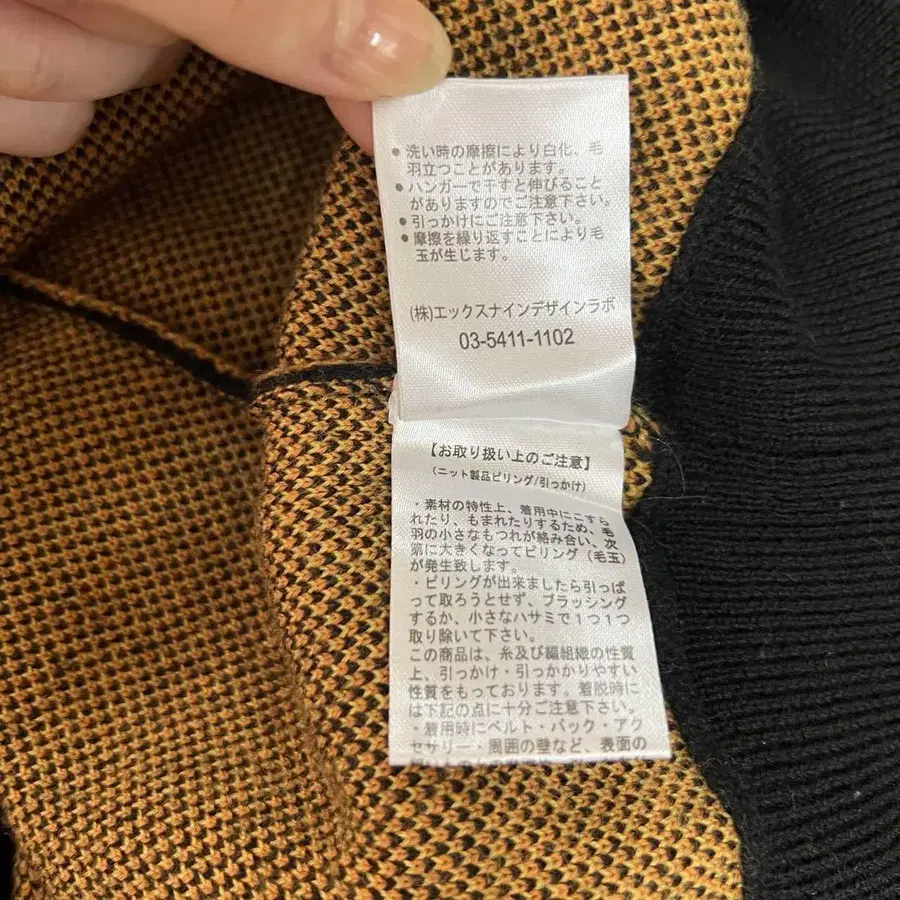 ● 洗い時の摩擦により白化、毛
羽立つことがあります。
● ハンガーで干すと伸びること
がありますのでご注意下さい。
● 引っかけにご注意下さい。
● 摩擦を繰り返すことにより毛
玉が生じます。
(株)エックスナインデザインラボ
03-5411-1102
【お取り扱い上のご注意】
（ニット製品ピリング/引っかけ）
・素材の特性上、着用中にこすら
れたり、もまれたりするため、毛
羽の小さなもつれが絡み合い、次
第に大きくなってピリング（毛玉）
が発生致します。
・ピリングが出来ましたら引っぱ
って取ろうとせず、ブラッシング
するか、小さなハサミで１つ１つ
取り除いて下さい。
この商品は、糸及び編組織の性質
上、引っかけ・引っかかりやすい
性質をもっております。着脱時に
は下記の点に十分ご注意下さい。
・着用時にベルト・バック・アク
セサリー・周囲の壁など、表面の